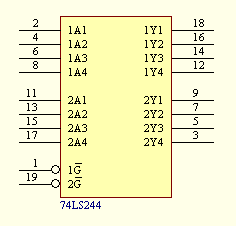 2 1A1 1Y1 18
4 1A2 1Y2 16
6 1A3 1Y3 14
8 1A4 1Y4 12
11 2A1 2Y1 9
13 2A2 2Y2 7
15 2A3 2Y3 5
17 2A4 2Y4 3
1 1G̅
19 2G̅
74LS244